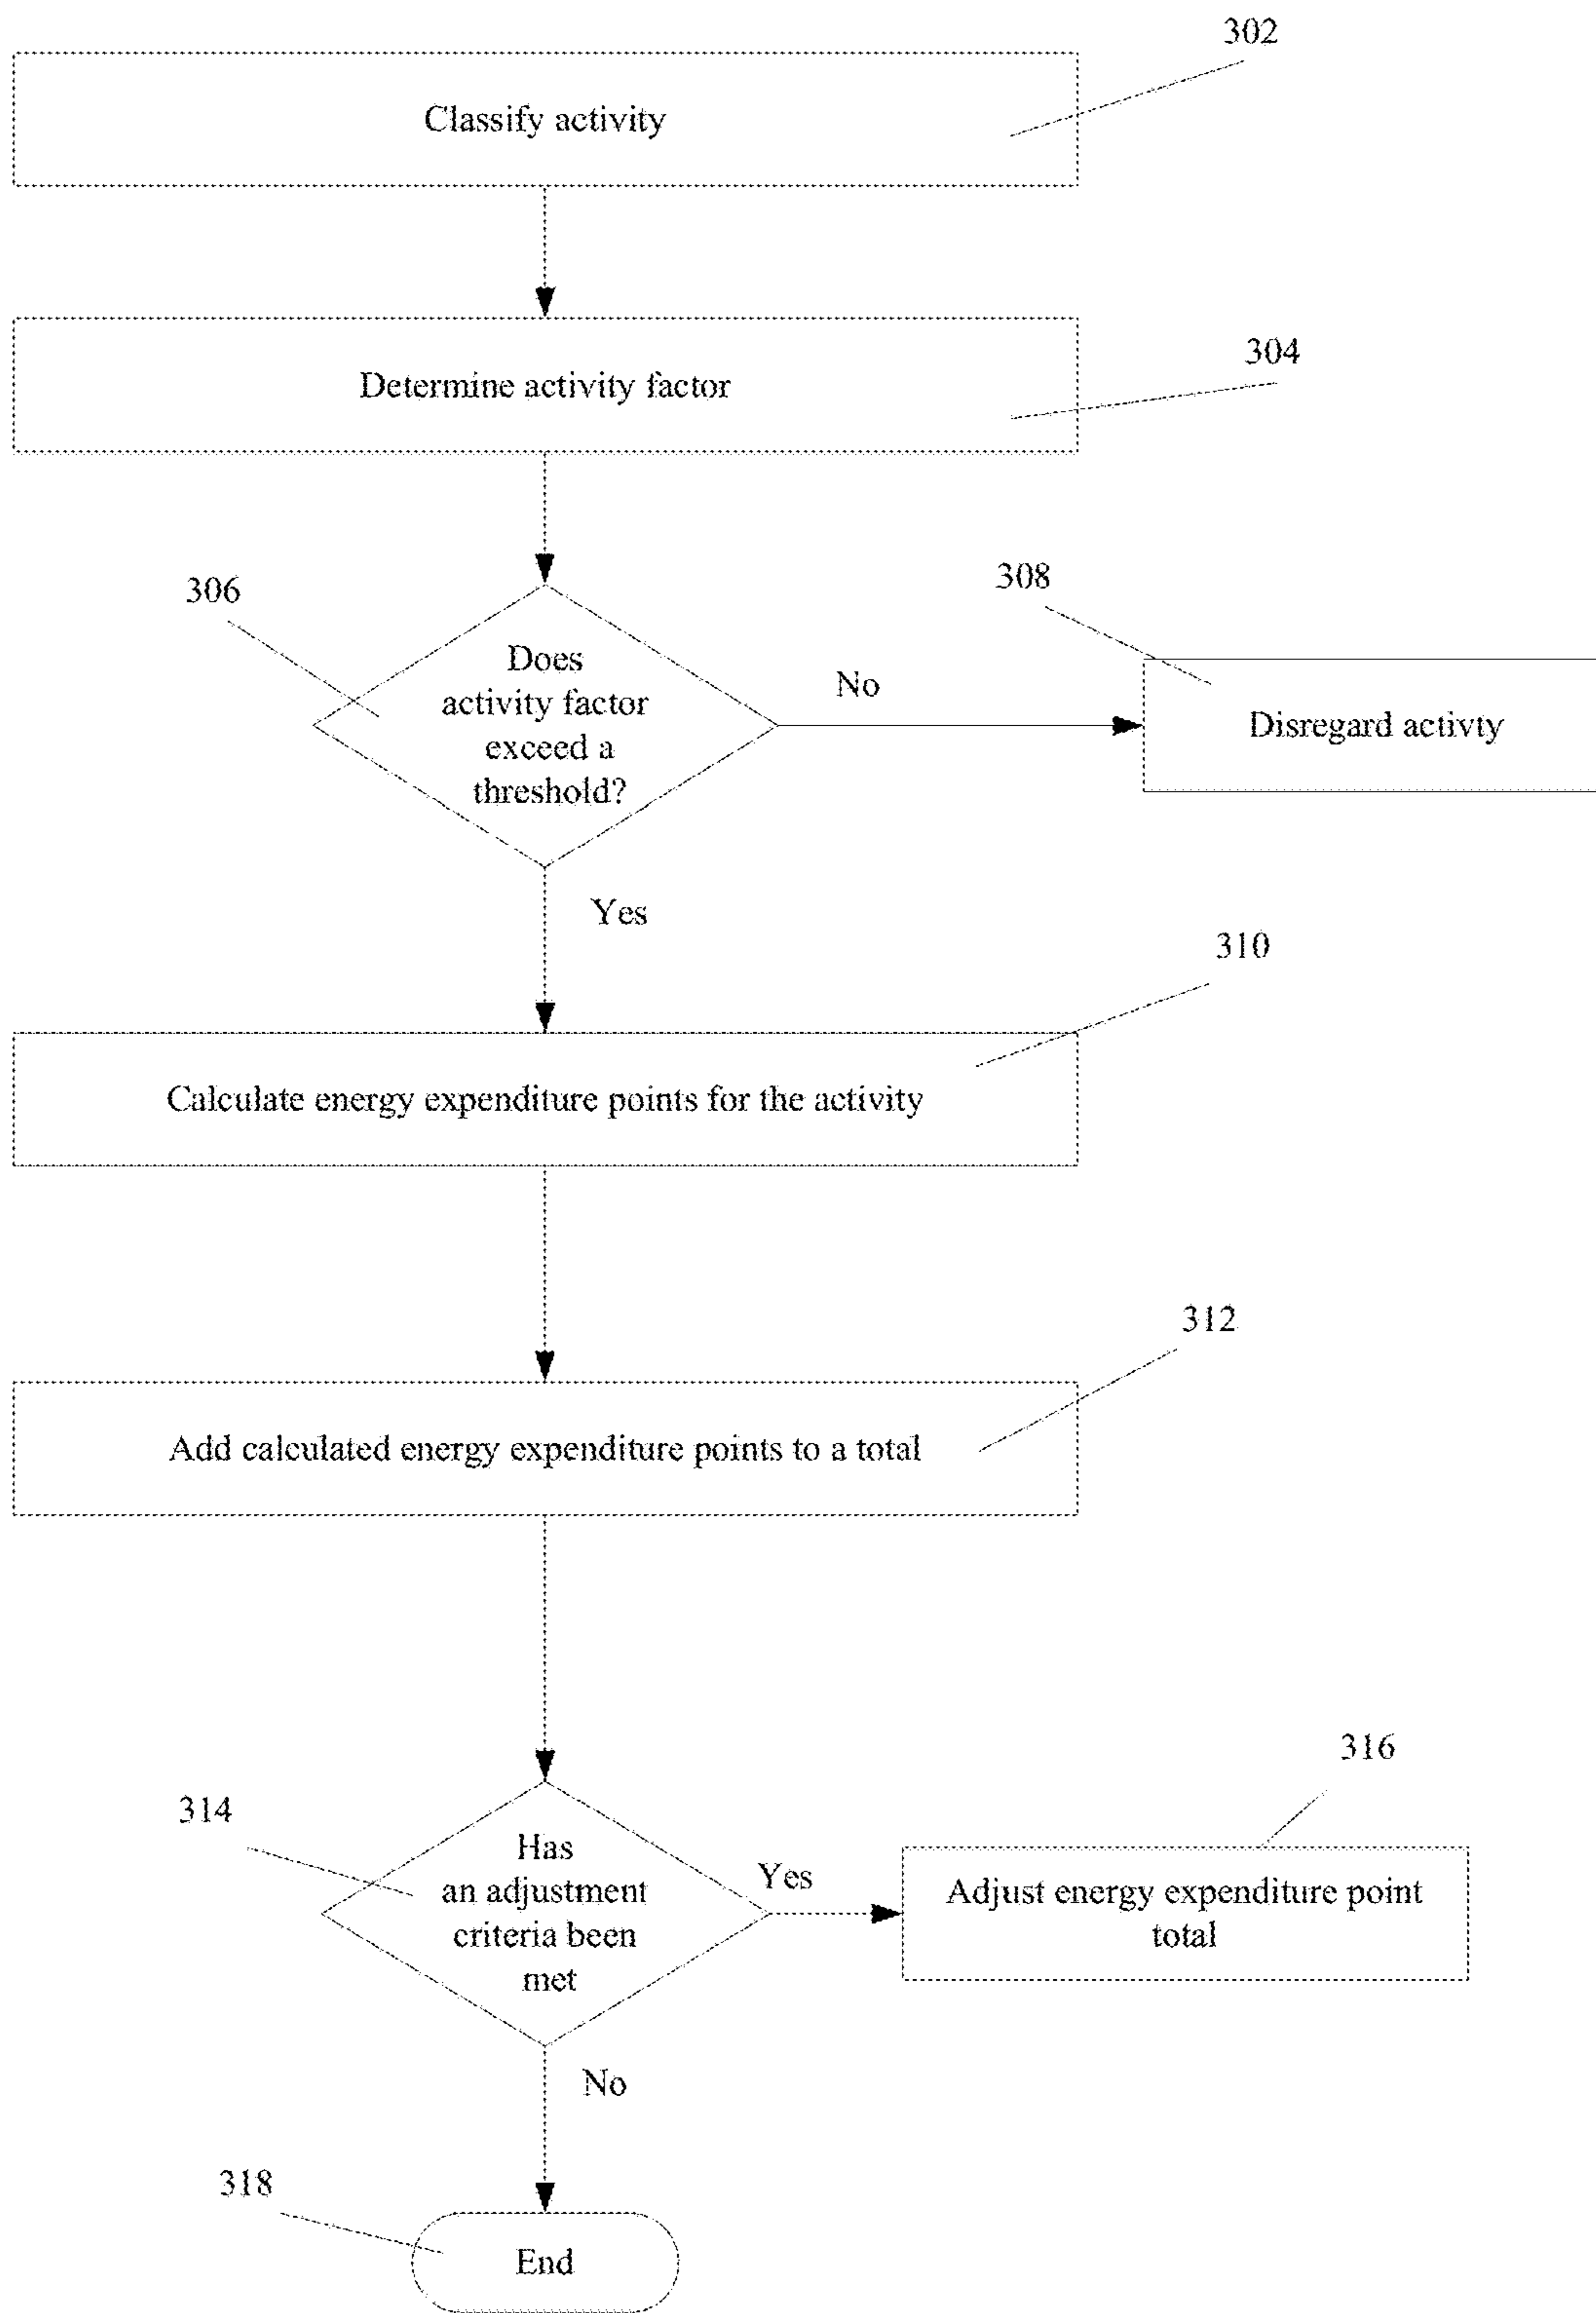 302
Classify activity
304
Determine activity factor
306
308
Does
activity factor
exceed a
threshold?
No
Disregard activty
Yes
310
Calculate energy expenditure points for the activity
312
Add calculated energy expenditure points to a total
316
314
Has
an adjustment
criteria been
met
Yes
Adjust energy expenditure point
total
No
318
End